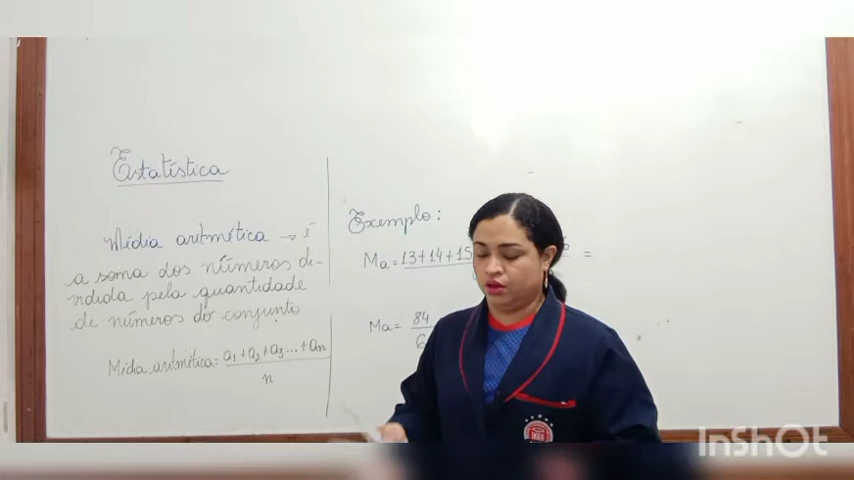 Estatística
Média aritmética → é
a soma dos números di-
vidida pela quantidade
de números do conjunto
Média aritmética = a₁+a₂+a₃...+an
n
Exemplo:
Ma = 13+14+15
=
Ma = 84
6
InShOt